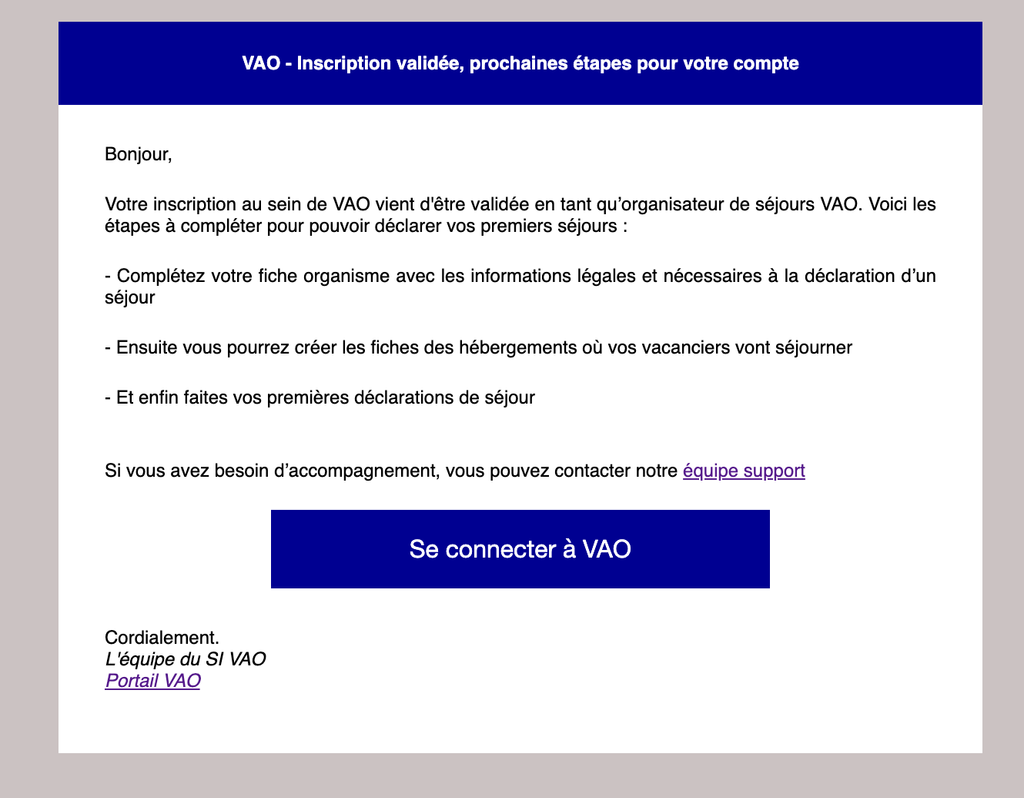 VAO - Inscription validée, prochaines étapes pour votre compte
Bonjour,
Votre inscription au sein de VAO vient d'être validée en tant qu’organisateur de séjours VAO. Voici les
étapes à compléter pour pouvoir déclarer vos premiers séjours :
- Complétez votre fiche organisme avec les informations légales et nécessaires à la déclaration d’un
séjour
- Ensuite vous pourrez créer les fiches des hébergements où vos vacanciers vont séjourner
- Et enfin faites vos premières déclarations de séjour
Si vous avez besoin d’accompagnement, vous pouvez contacter notre équipe support
Se connecter à VAO
Cordialement.
L'équipe du SI VAO
Portail VAO